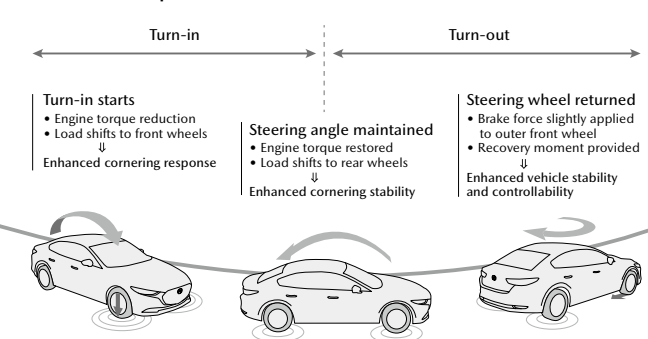 Turn-in
Turn-out
Turn-in starts
• Engine torque reduction
• Load shifts to front wheels
⇓
Enhanced cornering response
Steering angle maintained
• Engine torque restored
• Load shifts to rear wheels
⇓
Enhanced cornering stability
Steering wheel returned
• Brake force slightly applied
to outer front wheel
• Recovery moment provided
⇓
Enhanced vehicle stability
and controllability